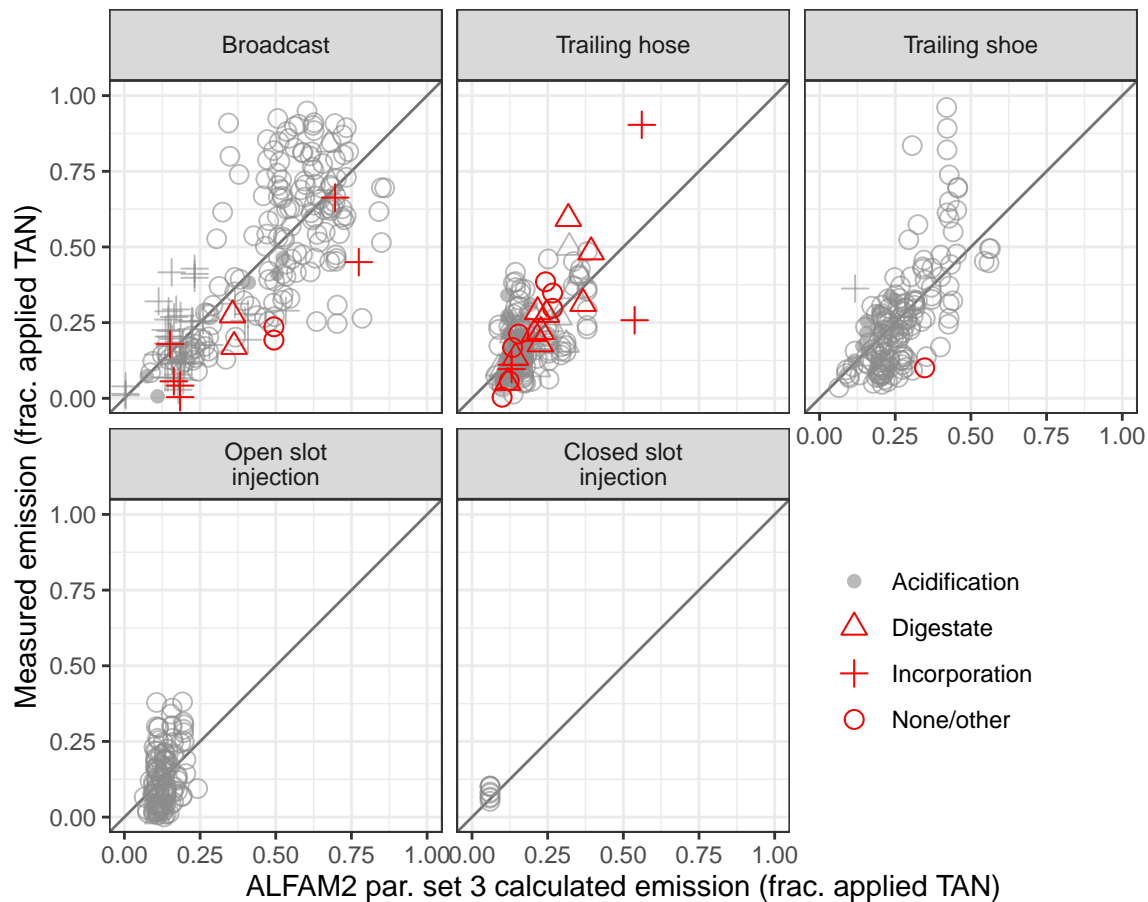 Broadcast
Trailing hose
Trailing shoe
1.00
0.75
0.50
0.25
0.00
0.00 0.25 0.50 0.75 1.00
Open slot
injection
Closed slot
injection
1.00
0.75
0.50
0.25
0.00
0.00 0.25 0.50 0.75 1.00
0.00 0.25 0.50 0.75 1.00
Measured emission (frac. applied TAN)
ALFAM2 par. set 3 calculated emission (frac. applied TAN)
Acidification
Digestate
Incorporation
None/other